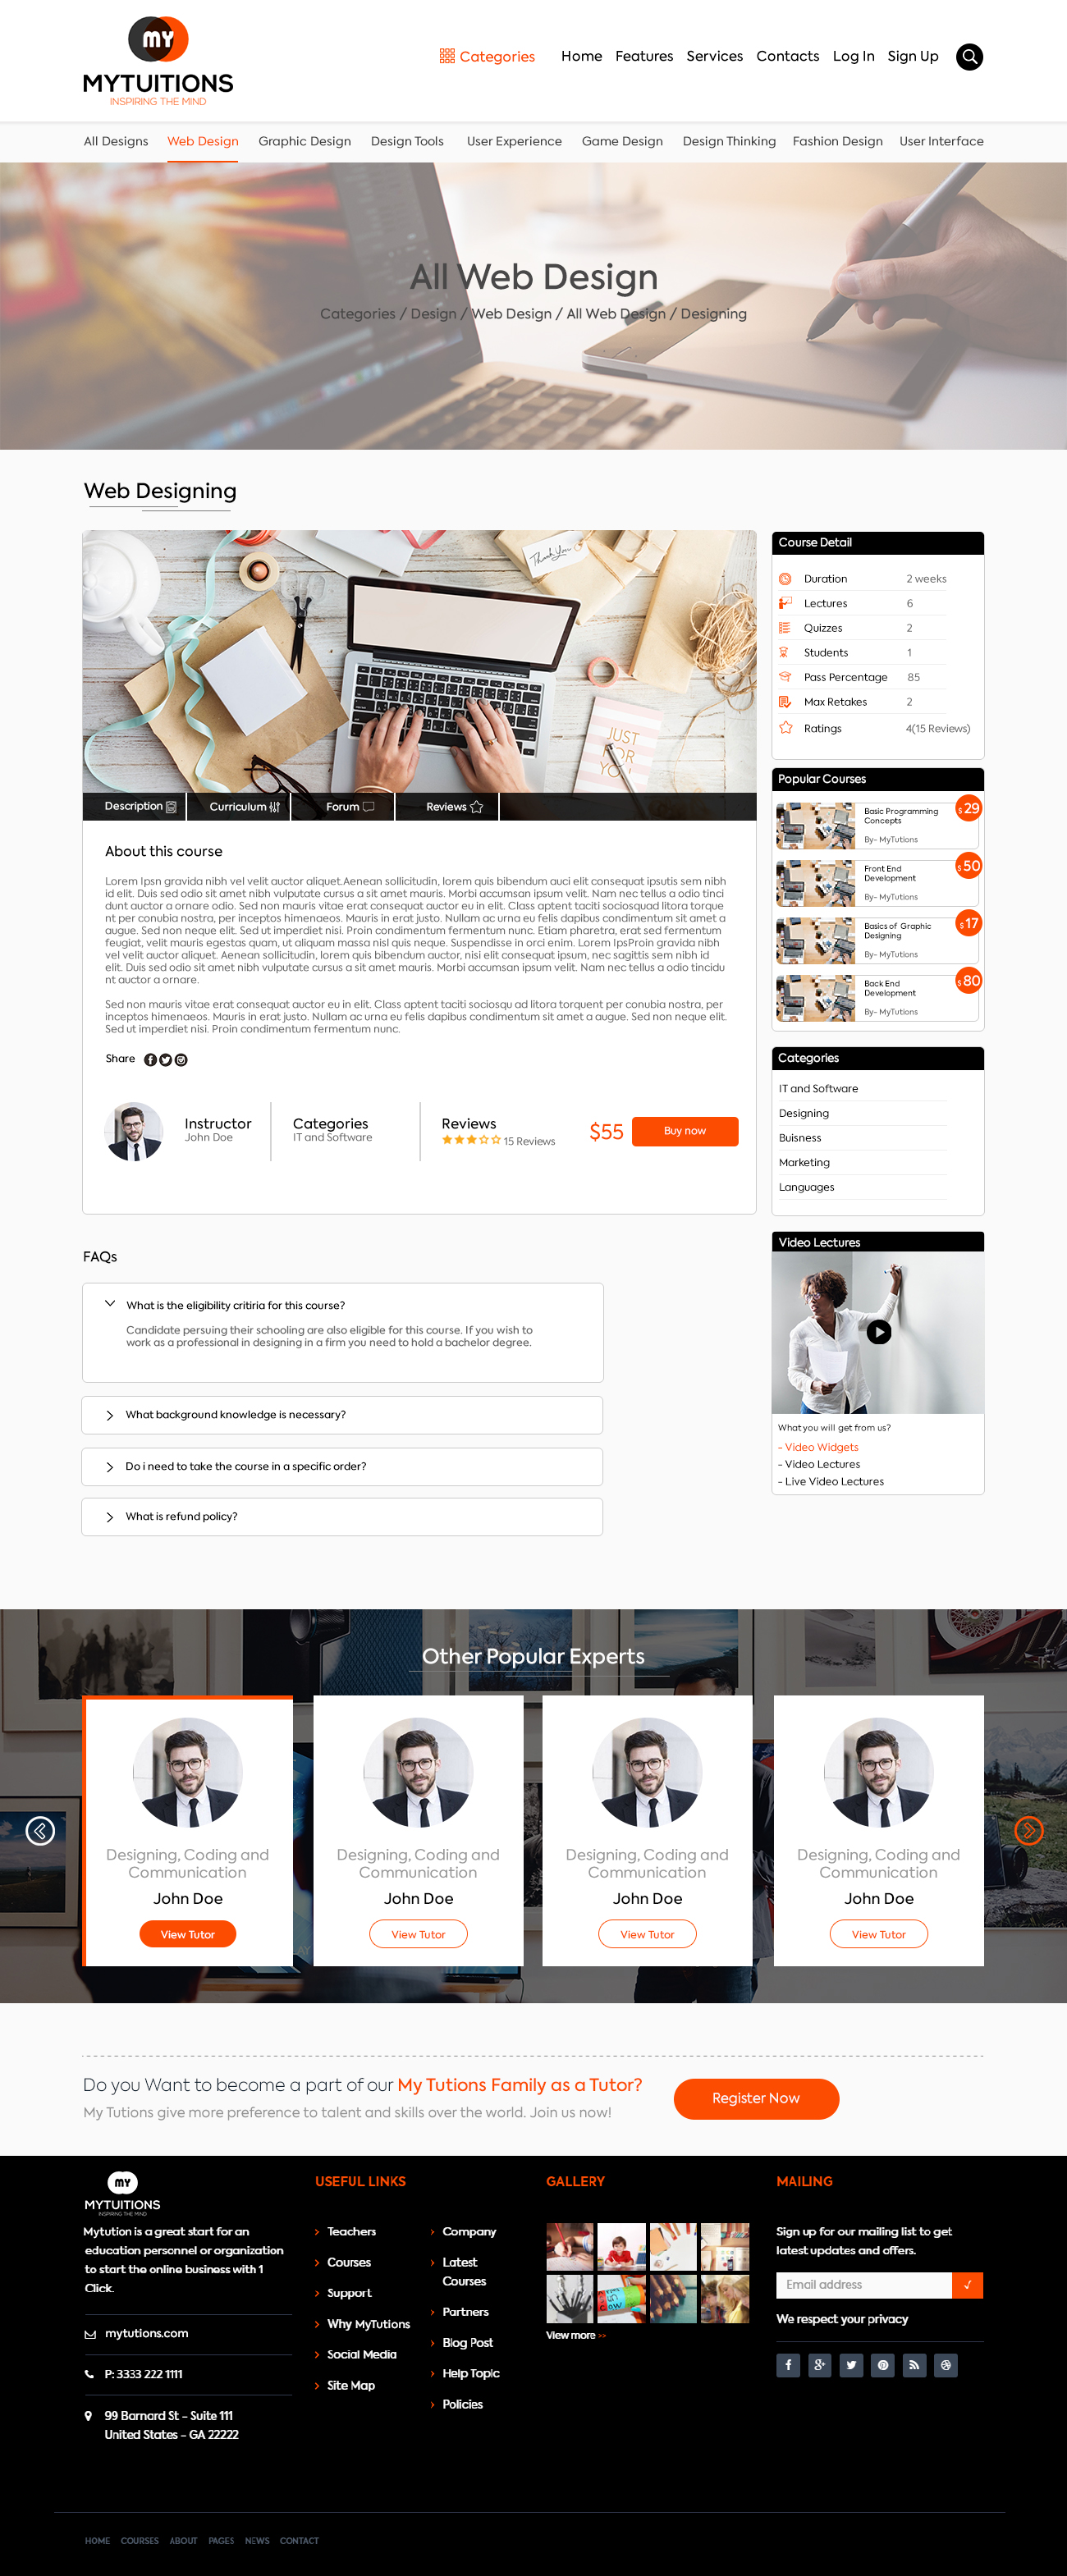 MY
MYTUITIONS
INSPIRING THE MIND
Categories
Home Features Services Contacts Log In Sign Up
All Designs Web Design Graphic Design Design Tools User Experience Game Design Design Thinking Fashion Design User Interface
All Web Design
Categories / Design / Web Design / All Web Design / Designing
Web Designing
Thank You
JUST
FOR
YOU
Description Curriculum Forum Reviews
About this course
Lorem Ipsn gravida nibh vel velit auctor aliquet.Aenean sollicitudin, lorem quis bibendum auci elit consequat ipsutis sem nibh
id elit. Duis sed odio sit amet nibh vulputate cursus a sit amet mauris. Morbi accumsan ipsum velit. Nam nec tellus a odio tinci
dunt auctor a ornare odio. Sed non mauris vitae erat consequat auctor eu in elit. Class aptent taciti sociosquad litora torque
nt per conubia nostra, per inceptos himenaeos. Mauris in erat justo. Nullam ac urna eu felis dapibus condimentum sit amet a
augue. Sed non neque elit. Sed ut imperdiet nisi. Proin condimentum fermentum nunc. Etiam pharetra, erat sed fermentum
feugiat, velit mauris egestas quam, ut aliquam massa nisl quis neque. Suspendisse in orci enim. Lorem IpsProin gravida nibh
vel velit auctor aliquet. Aenean sollicitudin, lorem quis bibendum auctor, nisi elit consequat ipsum, nec sagittis sem nibh id
elit. Duis sed odio sit amet nibh vulputate cursus a sit amet mauris. Morbi accumsan ipsum velit. Nam nec tellus a odio tincidu
nt auctor a ornare.
Sed non mauris vitae erat consequat auctor eu in elit. Class aptent taciti sociosqu ad litora torquent per conubia nostra, per
inceptos himenaeos. Mauris in erat justo. Nullam ac urna eu felis dapibus condimentum sit amet a augue. Sed non neque elit.
Sed ut imperdiet nisi. Proin condimentum fermentum nunc.
Share
Instructor
John Doe
Categories
IT and Software
Reviews
15 Reviews
$55
Buy now
Course Detail
Duration 2 weeks
Lectures 6
Quizzes 2
Students 1
Pass Percentage 85
Max Retakes 2
Ratings 4(15 Reviews)
Popular Courses
Basic Programming
Concepts
By- MyTutions
$ 29
Front End
Development
By- MyTutions
$ 50
Basics of Graphic
Designing
By- MyTutions
$ 17
Back End
Development
By- MyTutions
$ 80
Categories
IT and Software
Designing
Buisness
Marketing
Languages
Video Lectures
What you will get from us?
- Video Widgets
- Video Lectures
- Live Video Lectures
FAQs
What is the eligibility critiria for this course?
Candidate persuing their schooling are also eligible for this course. If you wish to
work as a professional in designing in a firm you need to hold a bachelor degree.
What background knowledge is necessary?
Do i need to take the course in a specific order?
What is refund policy?
Other Popular Experts
Designing, Coding and
Communication
John Doe
View Tutor
Designing, Coding and
Communication
John Doe
View Tutor
Designing, Coding and
Communication
John Doe
View Tutor
Designing, Coding and
Communication
John Doe
View Tutor
Do you Want to become a part of our My Tutions Family as a Tutor?
My Tutions give more preference to talent and skills over the world. Join us now!
Register Now
MY
MYTUITIONS
INSPIRING THE MIND
Mytution is a great start for an
education personnel or organization
to start the online business with 1
Click.
mytutions.com
P: 3333 222 1111
99 Barnard St - Suite 111
United States - GA 22222
USEFUL LINKS
Teachers
Courses
Support
Why MyTutions
Social Media
Site Map
Company
Latest
Courses
Partners
Blog Post
Help Topic
Policies
GALLERY
View more >>
MAILING
Sign up for our mailing list to get
latest updates and offers.
Email address
We respect your privacy
HOME COURSES ABOUT PAGES NEWS CONTACT